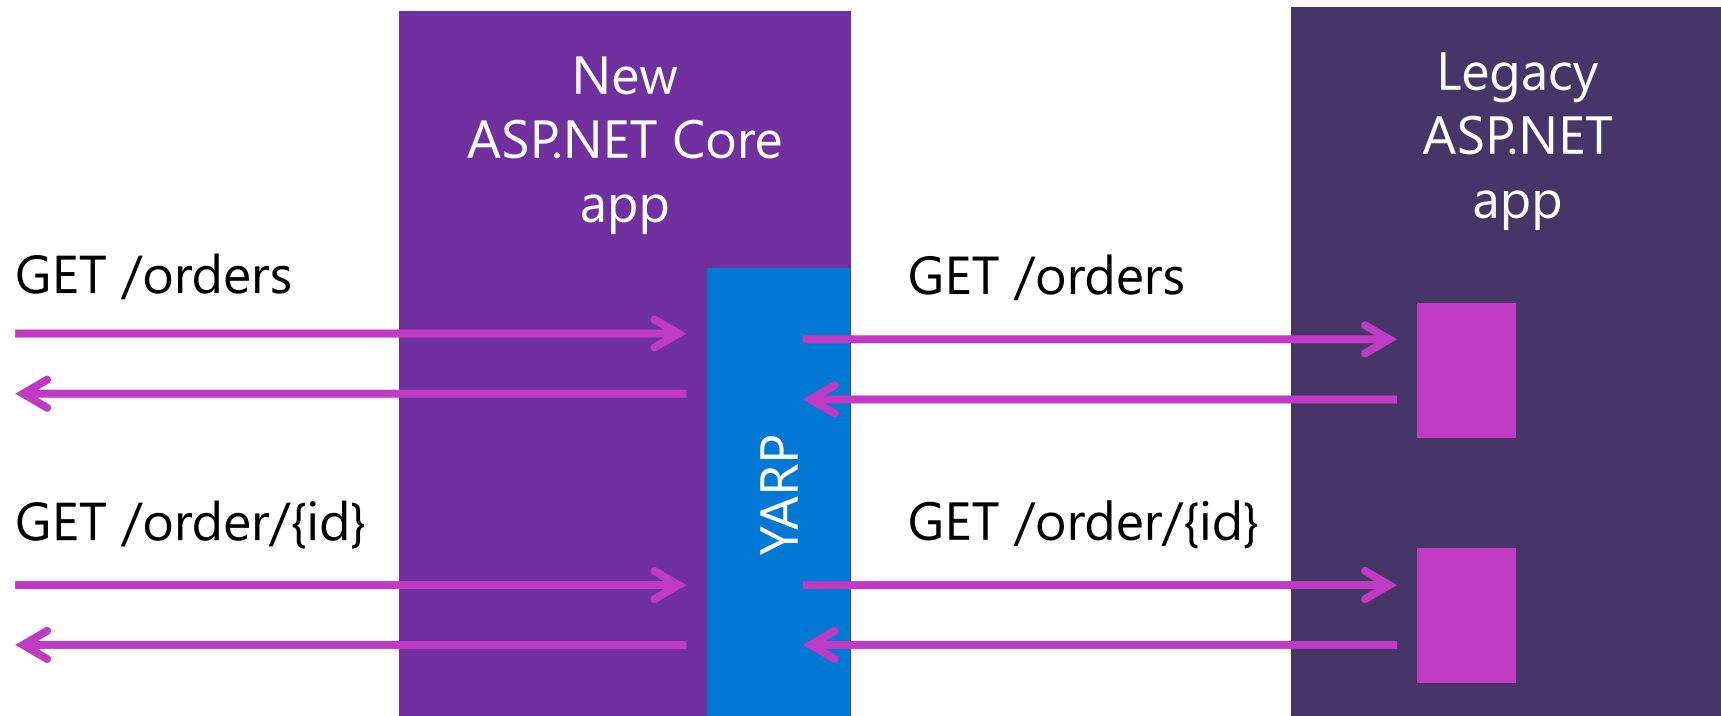 New
ASP.NET Core
app
Legacy
ASP.NET
app
GET /orders
GET /orders
YARP
GET /order/{id}
GET /order/{id}